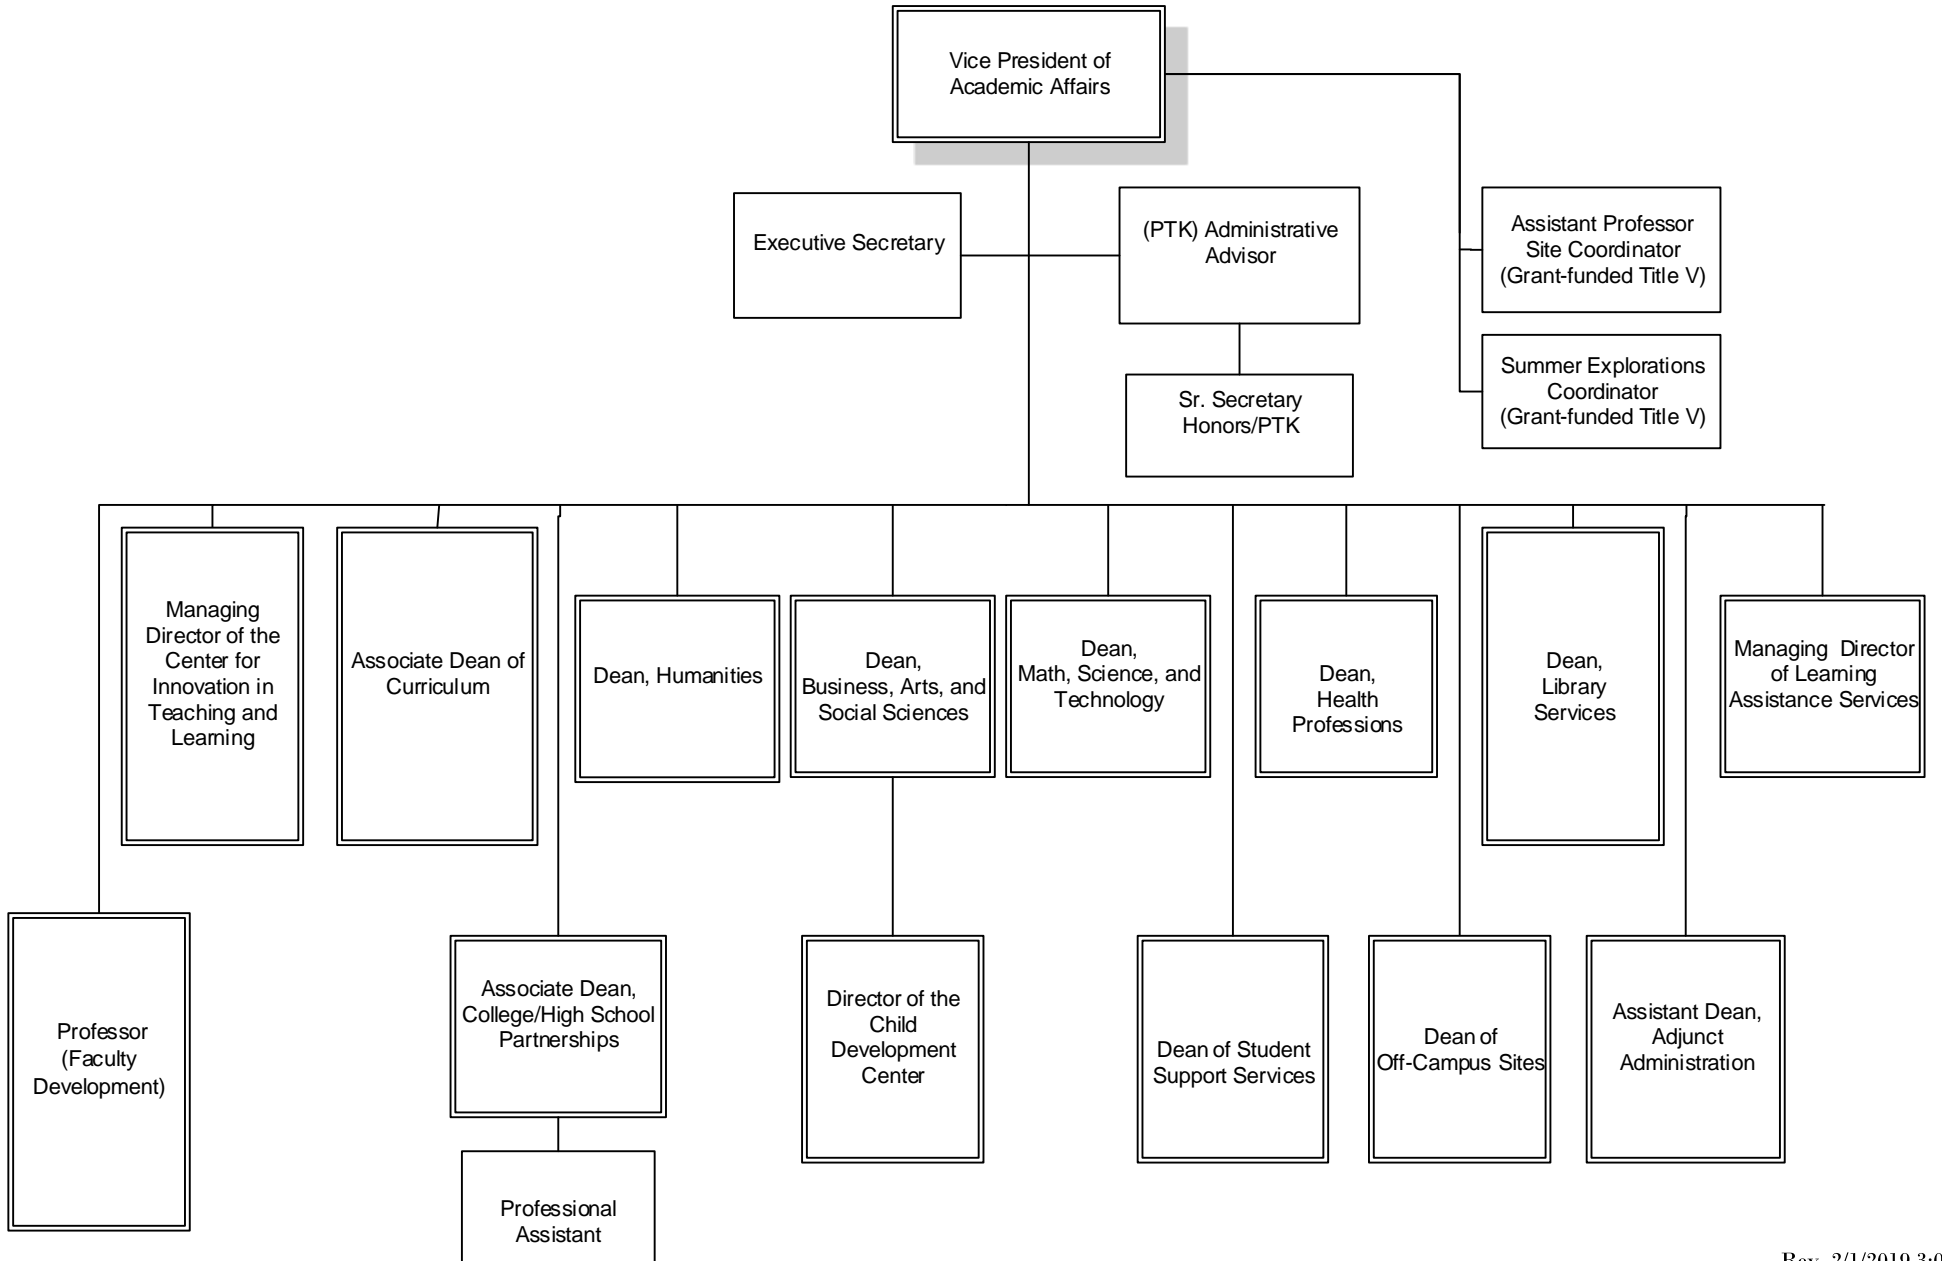 Vice President of
Academic Affairs
Executive Secretary
(PTK) Administrative
Advisor
Assistant Professor
Site Coordinator
(Grant-funded Title V)
Sr. Secretary
Honors/PTK
Summer Explorations
Coordinator
(Grant-funded Title V)
Managing
Director of the
Center for
Innovation in
Teaching and
Learning
Associate Dean of
Curriculum
Dean, Humanities
Dean,
Business, Arts, and
Social Sciences
Dean,
Math, Science, and
Technology
Dean,
Health
Professions
Dean,
Library
Services
Managing Director
of Learning
Assistance Services
Professor
(Faculty
Development)
Associate Dean,
College/High School
Partnerships
Director of the
Child
Development
Center
Dean of Student
Support Services
Dean of
Off-Campus Sites
Assistant Dean,
Adjunct
Administration
Professional
Assistant
Rev. 2/1/2019